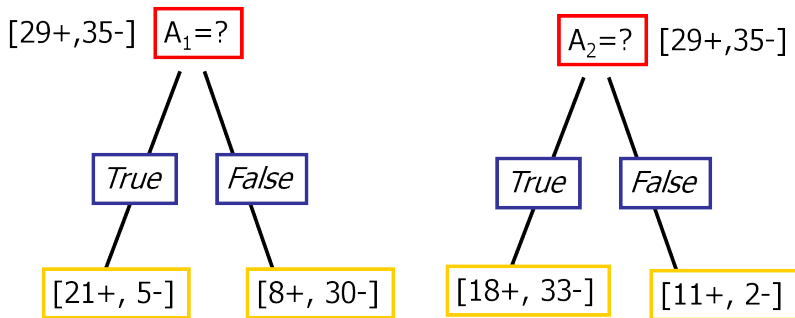 [29+,35-] A₁=?
True False
[21+, 5-] [8+, 30-]
A₂=? [29+,35-]
True False
[18+, 33-] [11+, 2-]